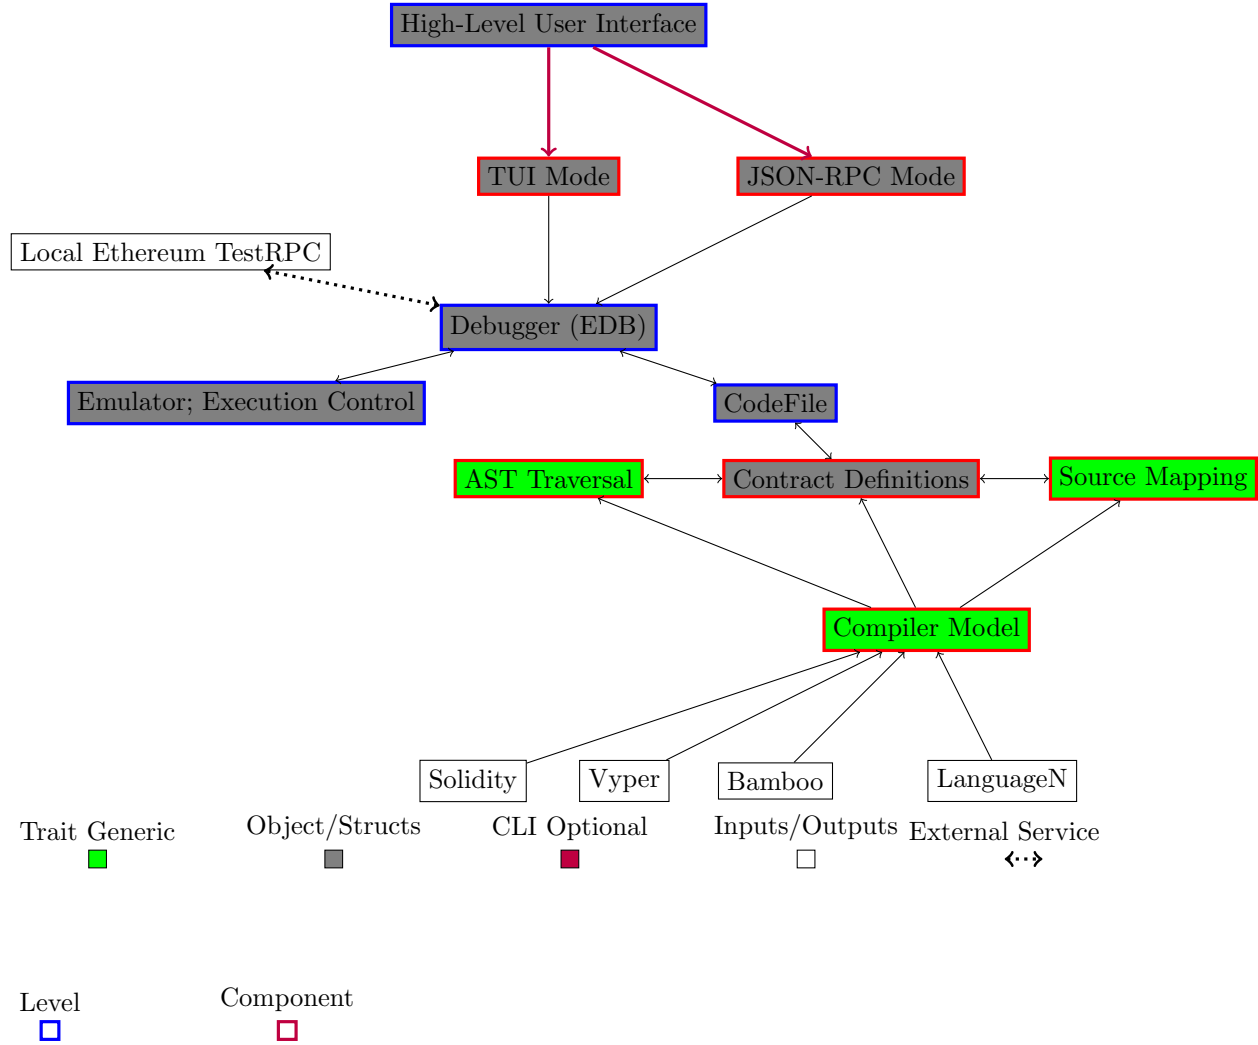 High-Level User Interface
TUI Mode
JSON-RPC Mode
Local Ethereum TestRPC
Debugger (EDB)
Emulator; Execution Control
CodeFile
AST Traversal
Contract Definitions
Source Mapping
Compiler Model
Solidity
Vyper
Bamboo
LanguageN
Trait Generic
Object/Structs
CLI Optional
Inputs/Outputs
External Service
Level
Component